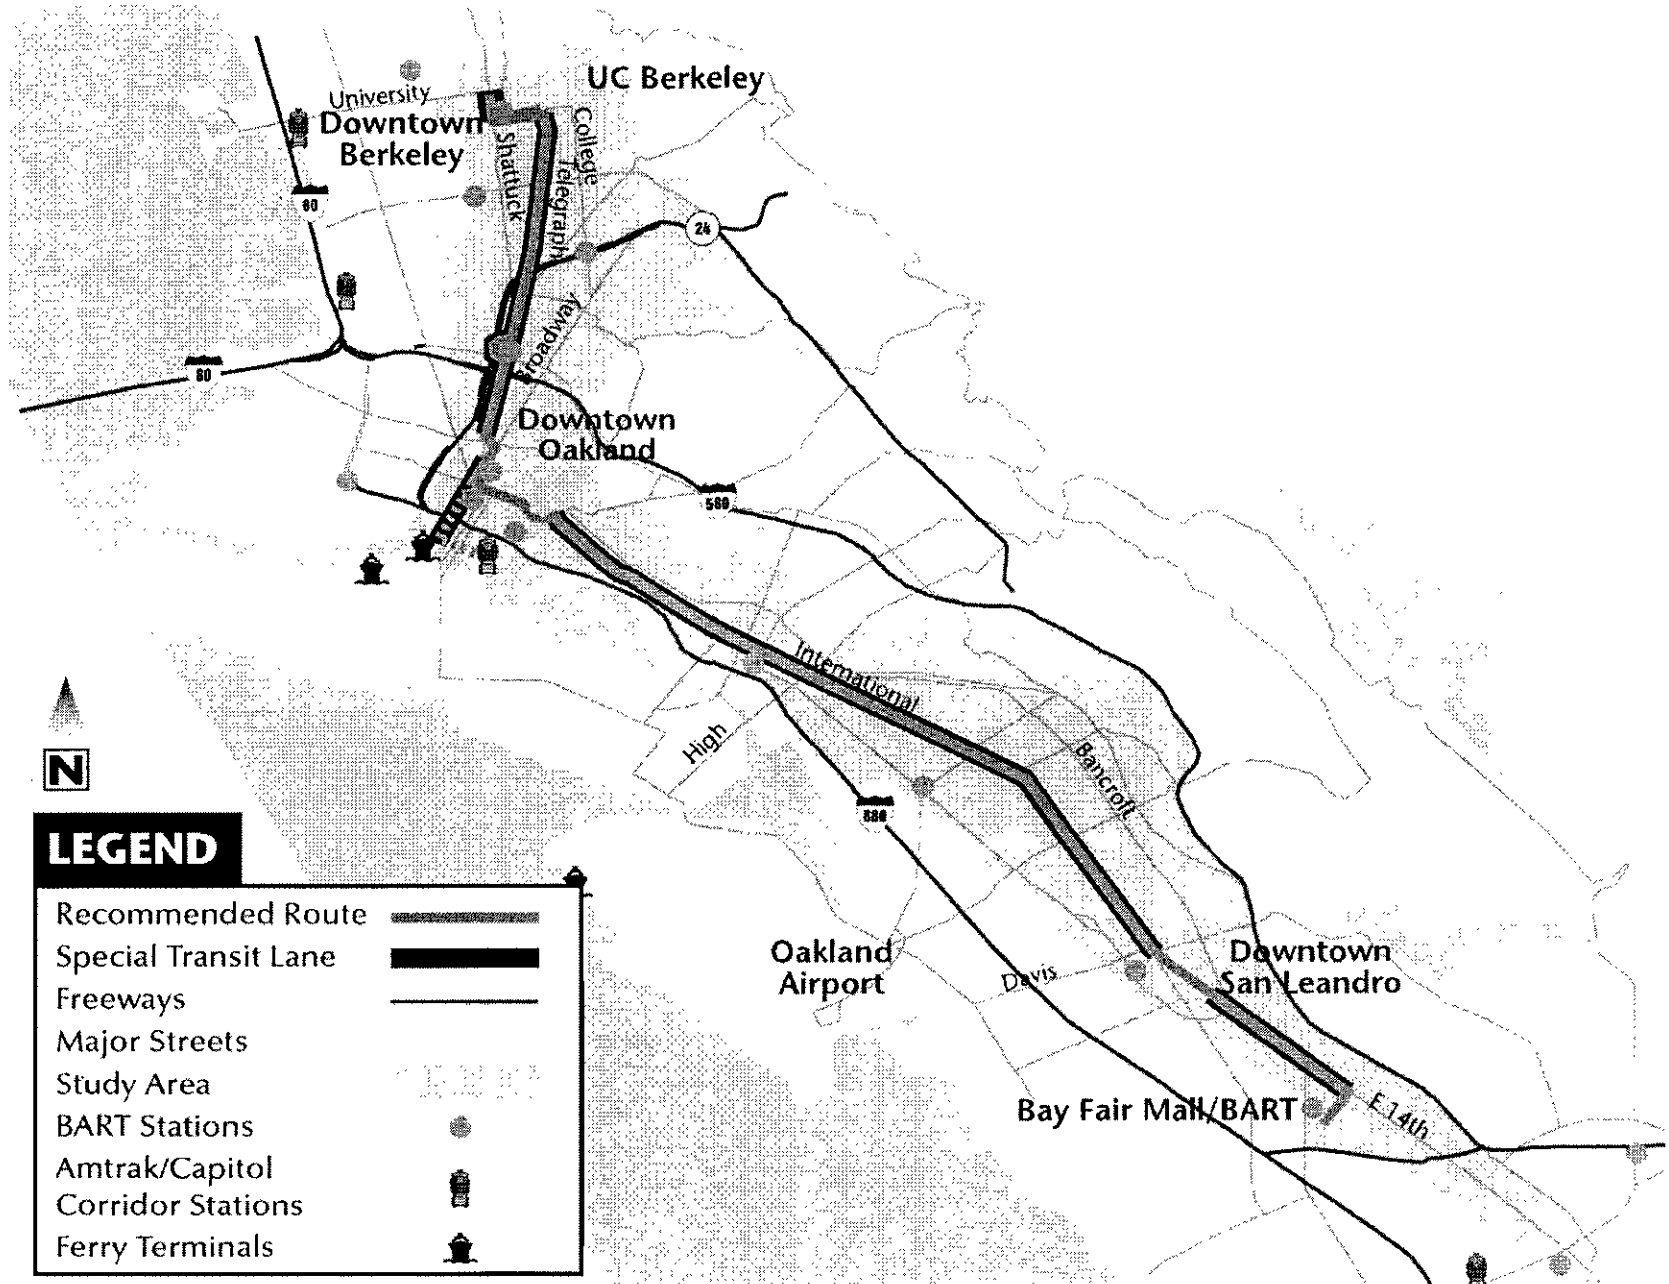 UC Berkeley
University
Downtown
Berkeley
Shattuck
College
Telegraph
80
24
Broadway
80
Downtown
Oakland
580
International
High
Bancroft
N
880
LEGEND
Recommended Route
Special Transit Lane
Freeways
Major Streets
Study Area
BART Stations
Amtrak/Capitol
Corridor Stations
Ferry Terminals
Oakland
Airport
Davis
Downtown
San Leandro
Bay Fair Mall/BART
E 14th